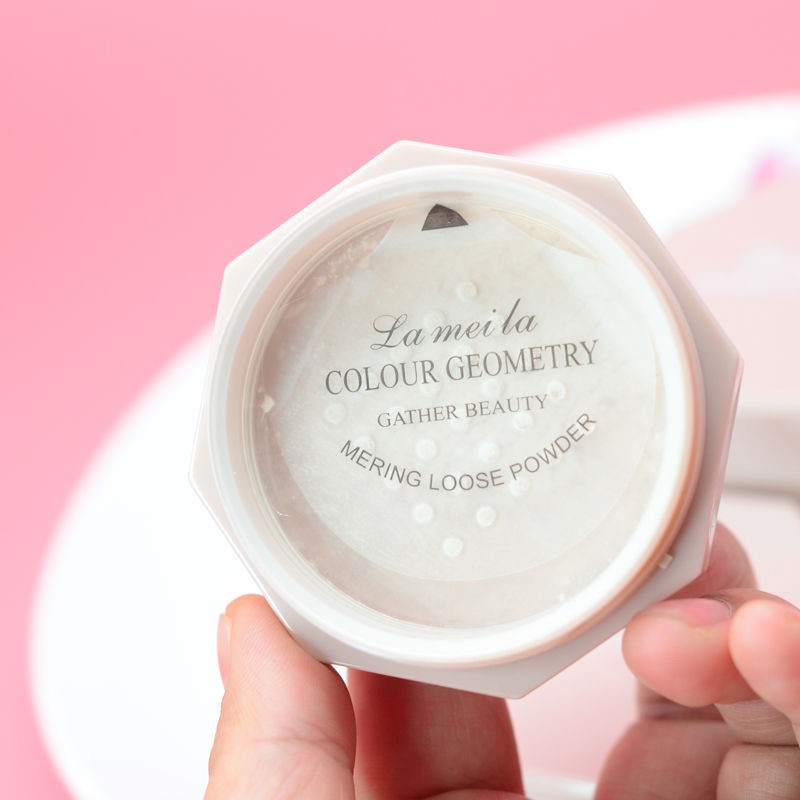 La mei la
COLOUR GEOMETRY
GATHER BEAUTY
MERING LOOSE POWDER